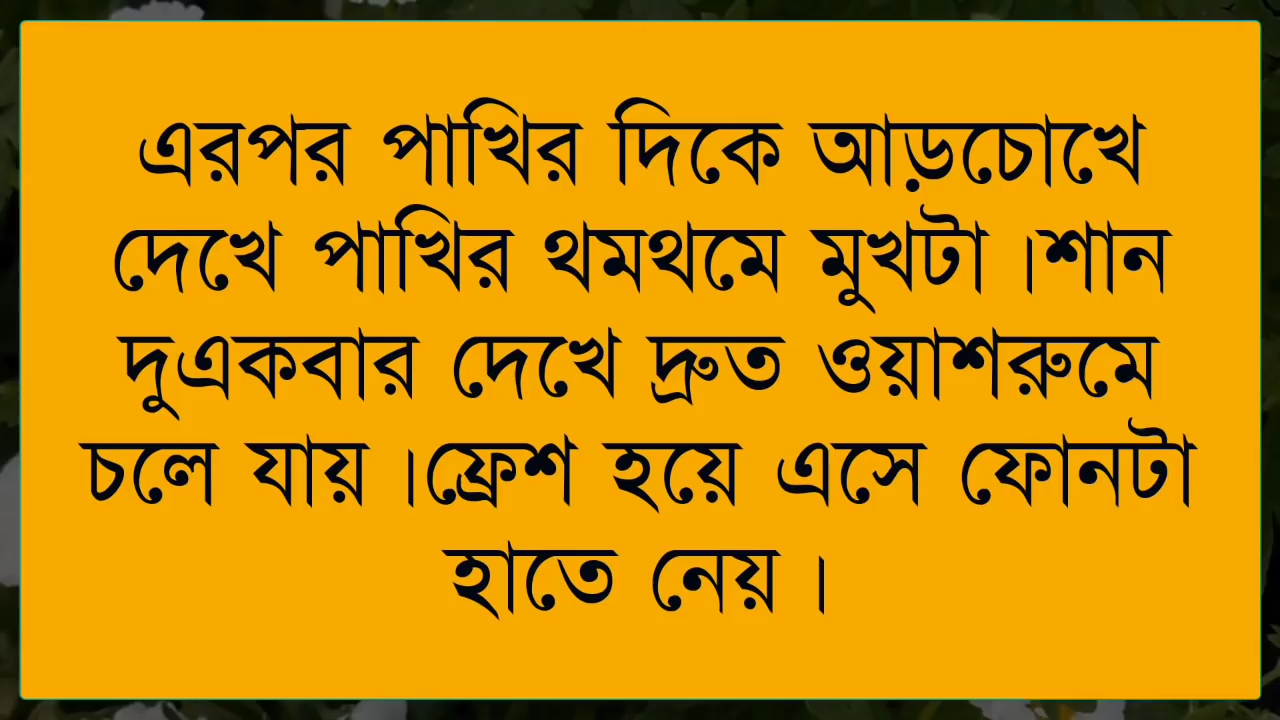 এরপর পাখির দিকে আড়চোখে
দেখে পাখির থমথমে মুখটা ।শান
দুএকবার দেখে দ্রুত ওয়াশরুমে
চলে যায় ।ফ্রেশ হয়ে এসে ফোনটা
হাতে নেয় ।